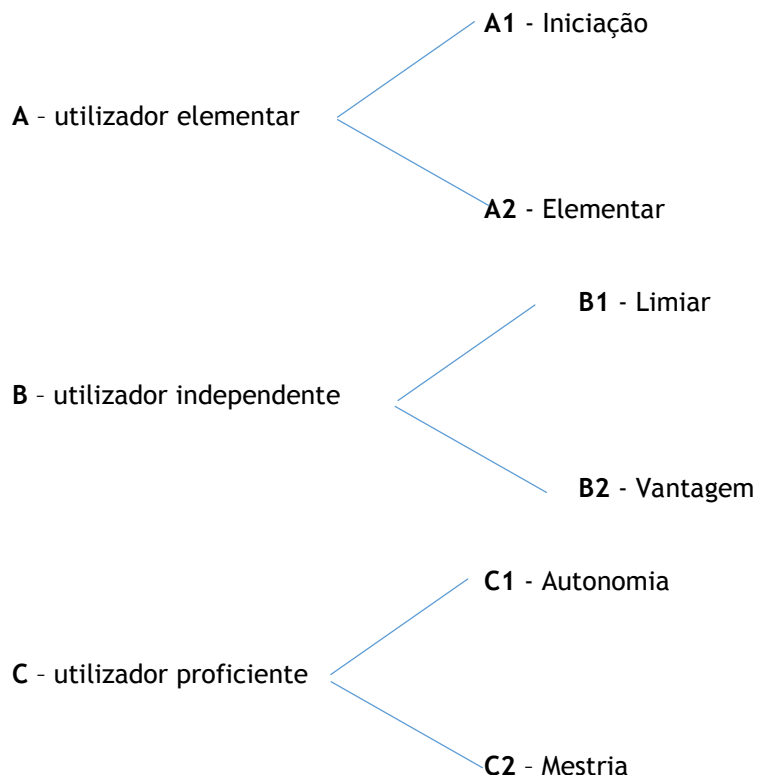 A1 - Iniciação
A – utilizador elementar
A2 - Elementar
B1 - Limiar
B – utilizador independente
B2 - Vantagem
C1 - Autonomia
C – utilizador proficiente
C2 – Mestria